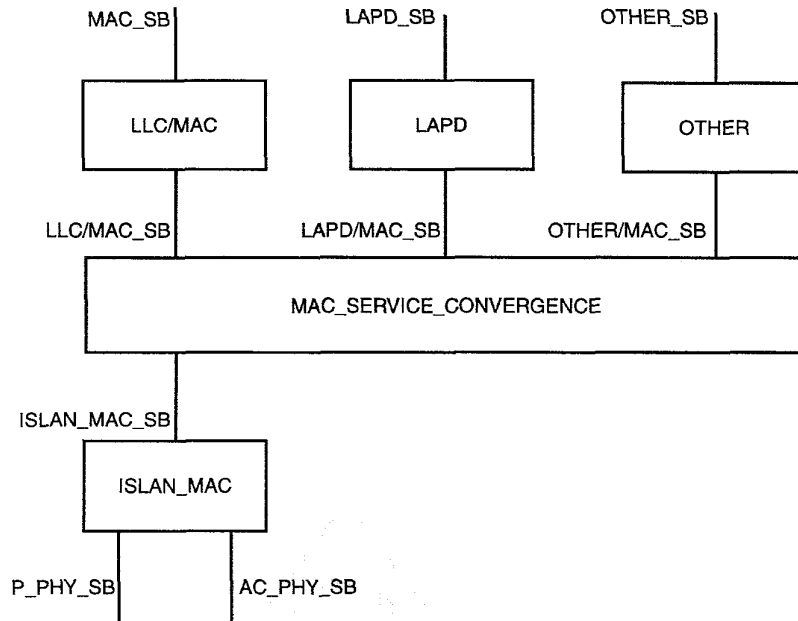 MAC_SB LAPD_SB OTHER_SB
LLC/MAC LAPD OTHER
LLC/MAC_SB LAPD/MAC_SB OTHER/MAC_SB
MAC_SERVICE_CONVERGENCE
ISLAN_MAC_SB
ISLAN_MAC
P_PHY_SB AC_PHY_SB